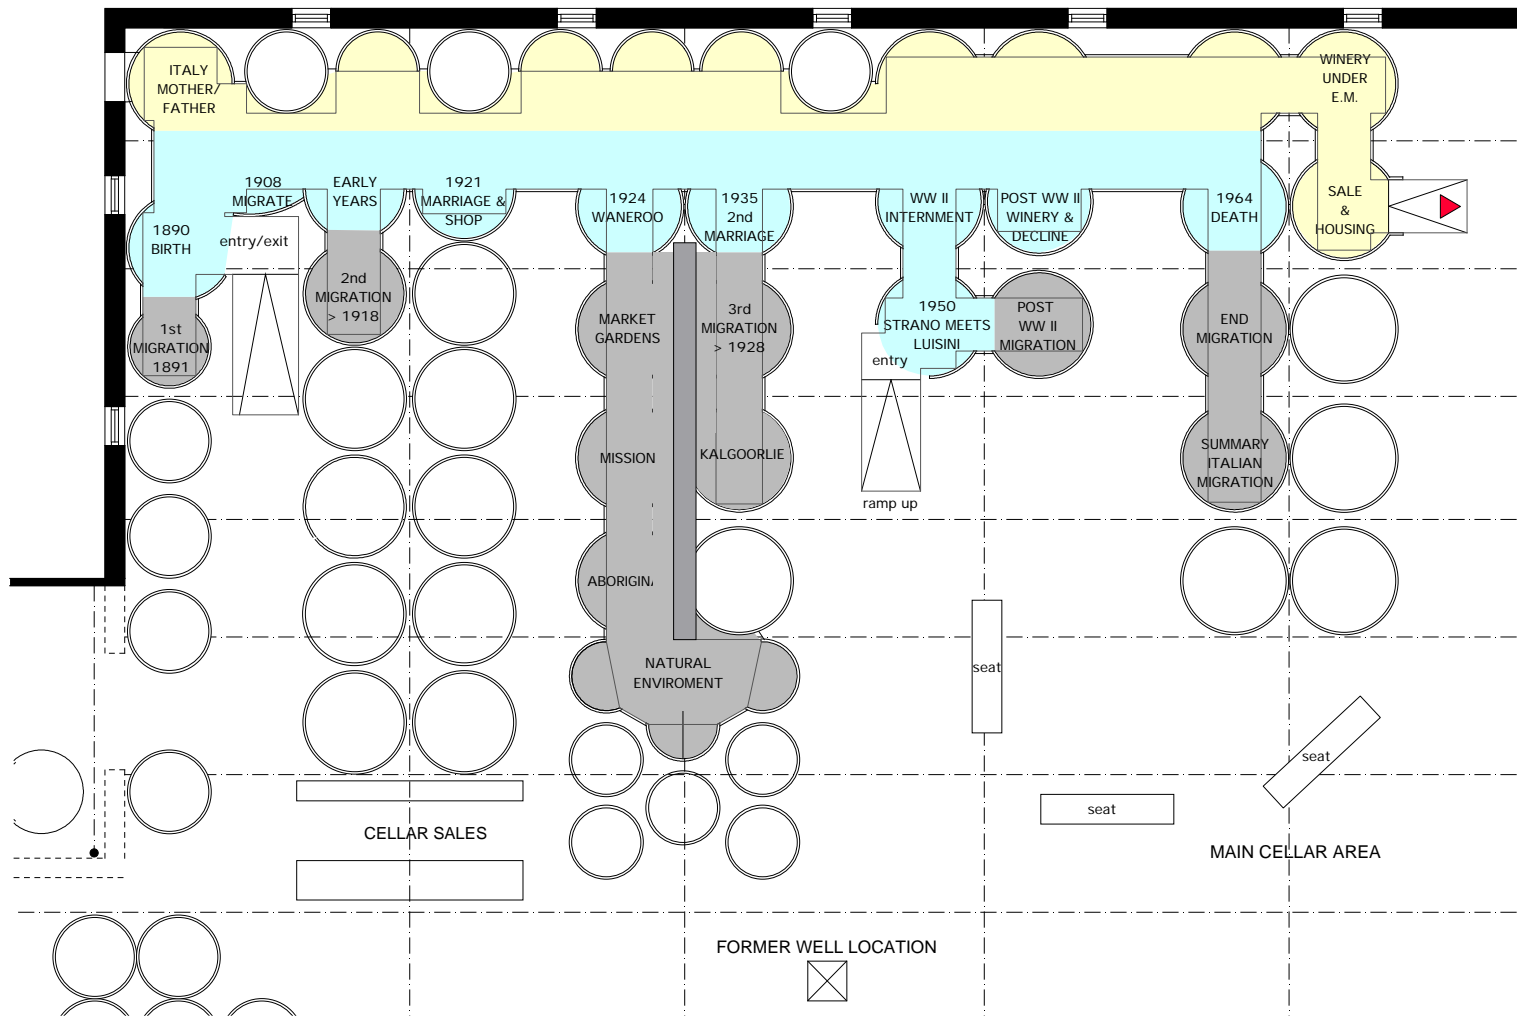 ITALY
MOTHER/
FATHER
WINERY
UNDER
E.M.
1908
MIGRATE
EARLY
YEARS
1921
MARRIAGE &
SHOP
1924
WANEROO
1935
2nd
MARRIAGE
WW II
INTERNMENT
POST WW II
WINERY &
DECLINE
1964
DEATH
SALE
&
HOUSING
1890
BIRTH
entry/exit
2nd
MIGRATION
> 1918
1st
MIGRATION
1891
MARKET
GARDENS
3rd
MIGRATION
> 1928
1950
STRANO MEETS
LUISINI
POST
WW II
MIGRATION
END
MIGRATION
entry
MISSION
KALGOORLIE
SUMMARY
ITALIAN
MIGRATION
ramp up
ABORIGINA
NATURAL
ENVIROMENT
seat
seat
seat
CELLAR SALES
MAIN CELLAR AREA
FORMER WELL LOCATION